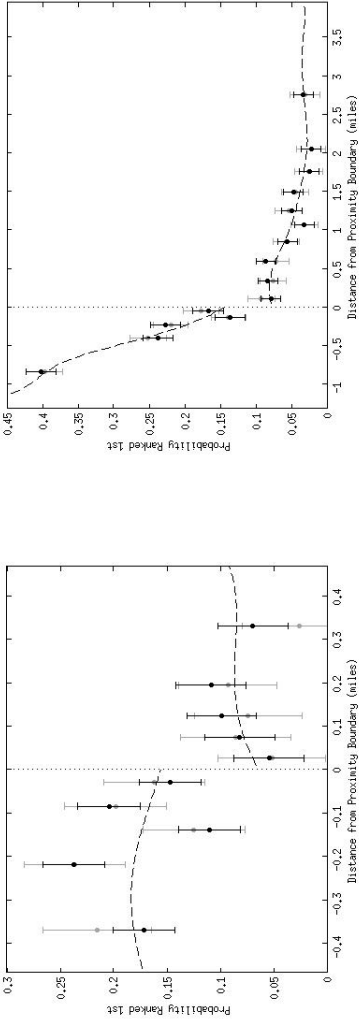 Probability Ranked 1st
0.3
0.25
0.2
0.15
0.1
0.05
0
-0.4 -0.3 -0.2 -0.1 0 0.1 0.2 0.3 0.4
Distance from Proximity Boundary (miles)
Probability Ranked 1st
0.45
0.4
0.35
0.3
0.25
0.2
0.15
0.1
0.05
0
-1 -0.5 0 0.5 1 1.5 2 2.5 3 3.5
Distance from Proximity Boundary (miles)